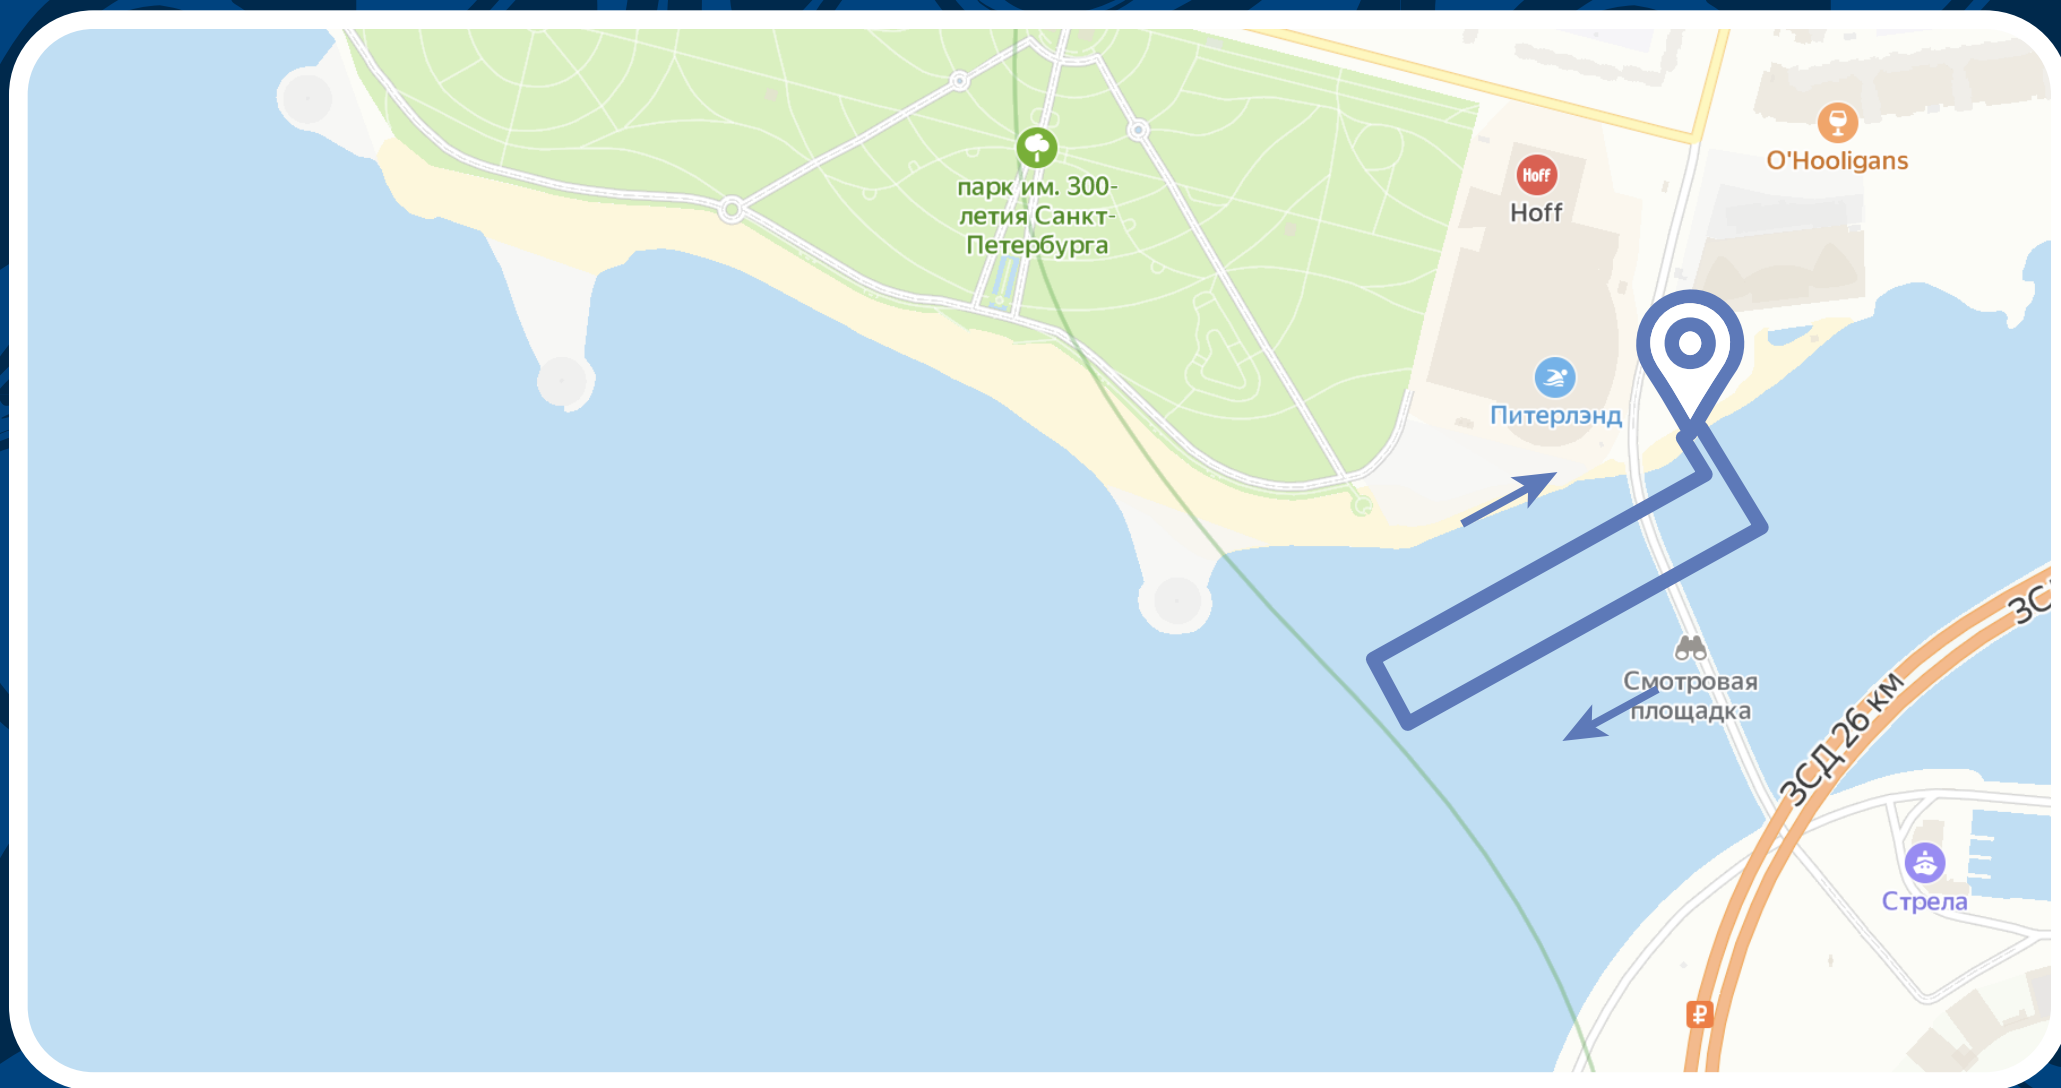 O'Hooligans
Hoff
Hoff
парк им. 300-
летия Санкт-
Петербурга
Питерлэнд
ЗС
Смотровая
площадка
ЗСД 26 км
Стрела
₽